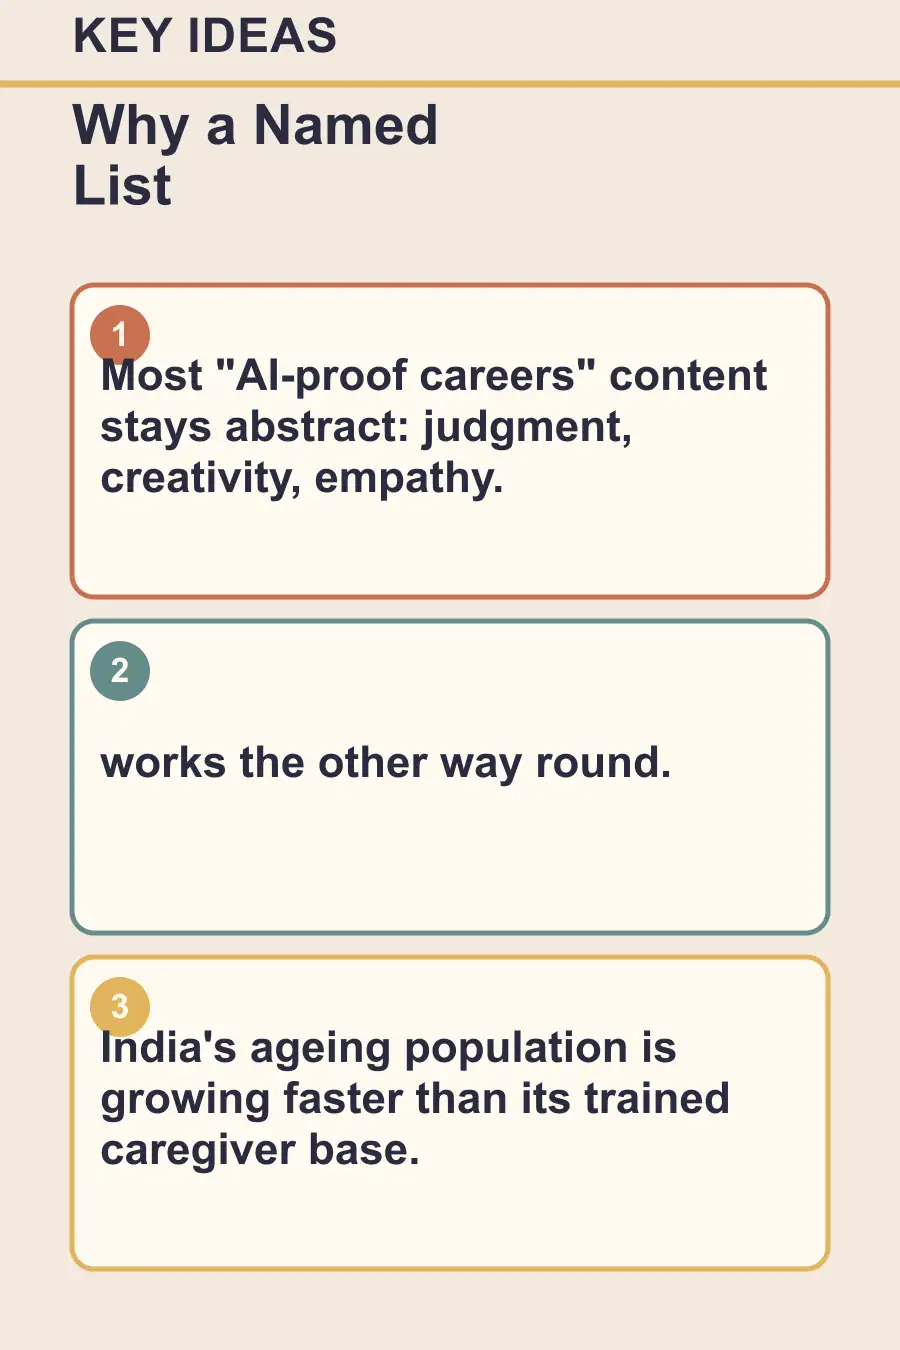 KEY IDEAS
Why a Named
List
1
Most "AI-proof careers" content
stays abstract: judgment,
creativity, empathy.
2
works the other way round.
3
India's ageing population is
growing faster than its trained
caregiver base.